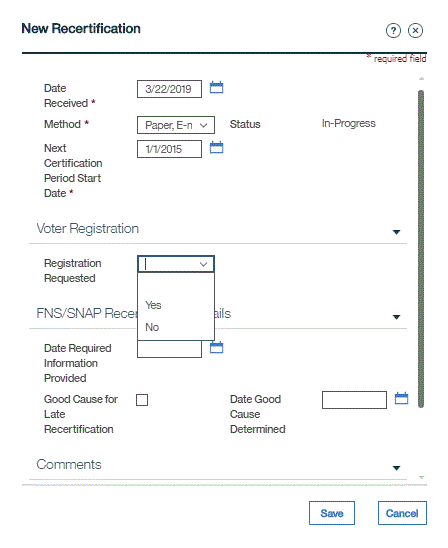 New Recertification
?
* required field
Date
Received *
3/22/2019
Method *
Paper, E-n
Status
In-Progress
Next
Certification
Period Start
Date *
1/1/2015
Voter Registration
Registration
Requested
Yes
No
FNS/SNAP Rece
ils
Date Required
Information
Provided
Good Cause for
Late
Recertification
Date Good
Cause
Determined
Comments
Save
Cancel